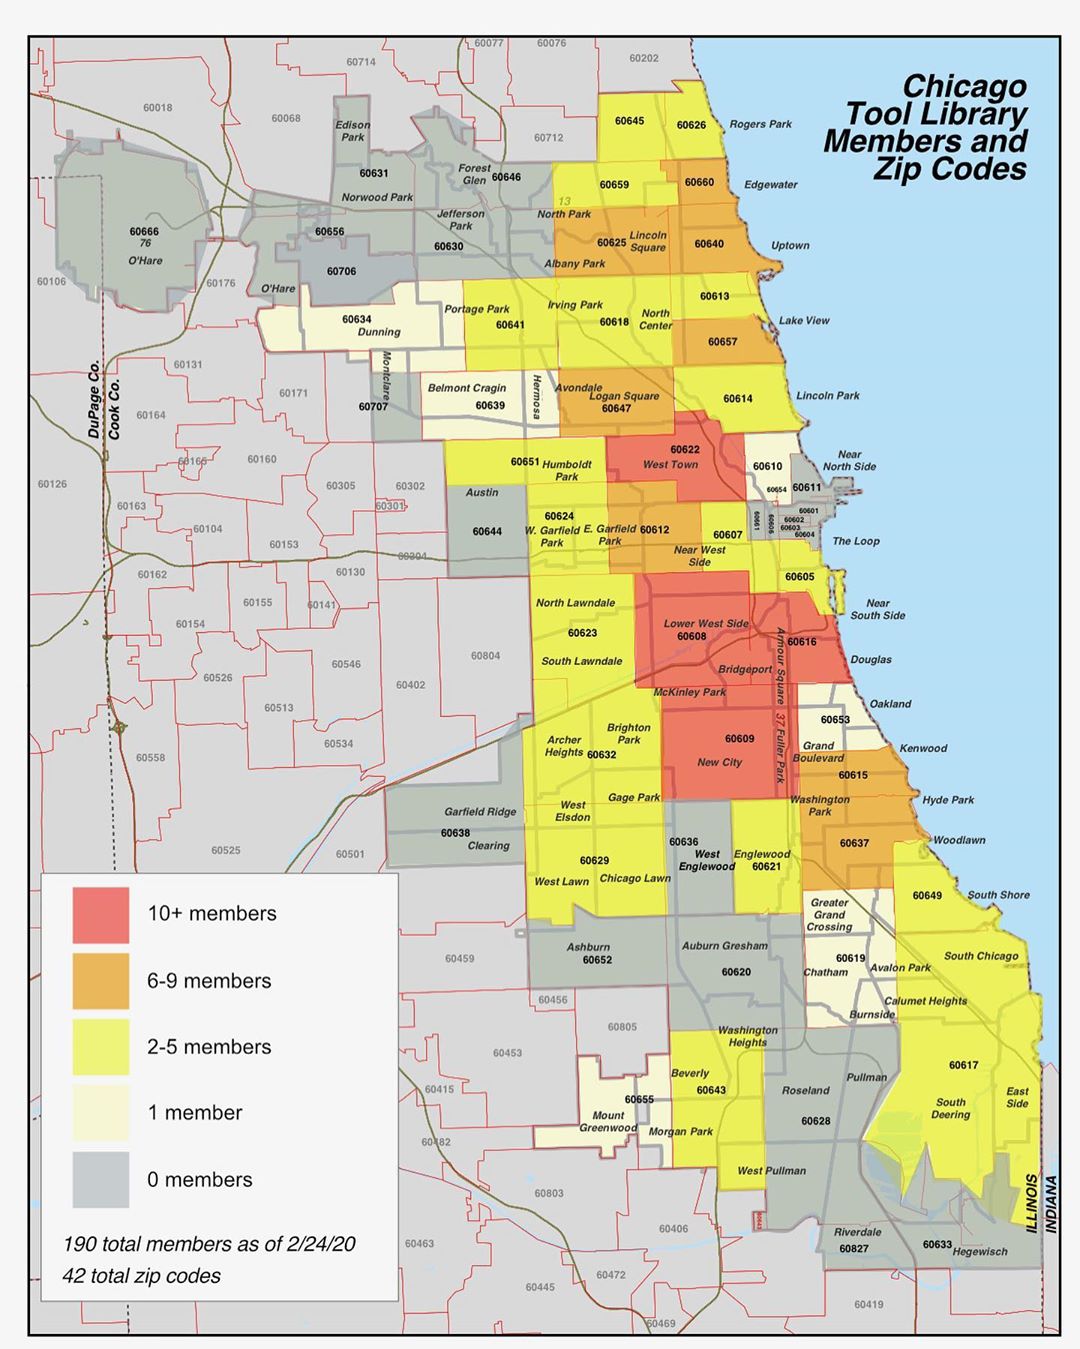 60077
60076
60714
60202
Chicago
Tool Library
Members and
Zip Codes
60018
60068
Edison
Park
60712
60645
60626
Rogers Park
60631
Forest
Glen
60646
Norwood Park
60659
60660
Edgewater
13
Jefferson
Park
North Park
60666
76
O'Hare
60656
60630
60625
Lincoln
Square
60640
Uptown
60706
Albany Park
60106
60176
O'Hare
60613
Portage Park
Irving Park
60634
Dunning
60641
60618
North
Center
Lake View
60657
DuPage Co.
Cook Co.
60131
Montclare
60171
60707
Belmont Cragin
60639
Hermosa
Avondale
Logan Square
60647
60614
Lincoln Park
60164
60622
West Town
60165
60160
60651
Humboldt
Park
60610
60654
60611
Near
North Side
60126
60305
60302
Austin
60301
60163
60104
60644
60624
W. Garfield
Park
E. Garfield
Park
60612
60607
60661
60606
60601
60602
60603
60604
The Loop
60153
60304
Near West
Side
60162
60130
60605
60155
60141
North Lawndale
Near
South Side
60154
60623
Lower West Side
60608
Armour Square
60616
60546
60804
South Lawndale
Bridgeport
Douglas
60526
60402
McKinley Park
60513
Oakland
60653
37
Fuller Park
60534
Brighton
Park
Archer
Heights
60632
60609
New City
Grand
Boulevard
Kenwood
60558
60615
Gage Park
Washington
Park
Hyde Park
West
Elsdon
Garfield Ridge
60638
Clearing
60636
West
Englewood
Englewood
60621
60637
Woodlawn
60525
60501
60629
West Lawn
Chicago Lawn
60649
South Shore
Greater
Grand
Crossing
10+ members
6-9 members
2-5 members
1 member
0 members
190 total members as of 2/24/20
42 total zip codes
60459
Ashburn
60652
Auburn Gresham
60620
60619
Chatham
Avalon Park
South Chicago
Calumet Heights
Burnside
60456
60805
Washington
Heights
60453
60617
Beverly
60643
Pullman
Roseland
60628
60415
60655
Mount
Greenwood
Morgan Park
South
Deering
East
Side
60482
West Pullman
60803
60643
ILLINOIS
INDIANA
60463
60406
Riverdale
60827
60633
Hegewisch
60445
60472
60419
60469